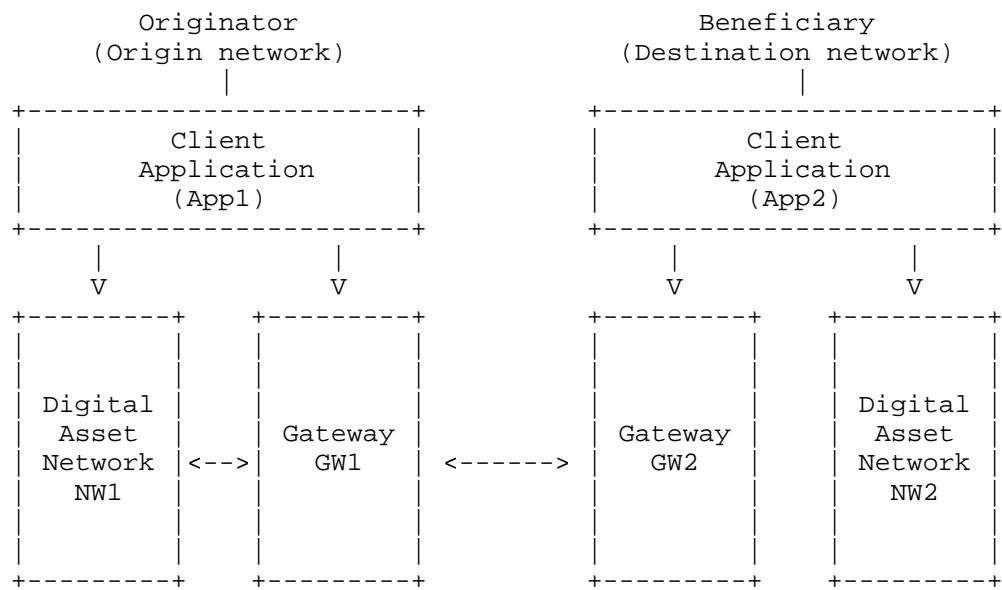 Originator Beneficiary
(Origin network) (Destination network)
Client Client
Application Application
(App1) (App2)
V V V V
Digital Digital
Asset Gateway Gateway Asset
Network <--> GW1 <------> GW2 Network
NW1 NW2